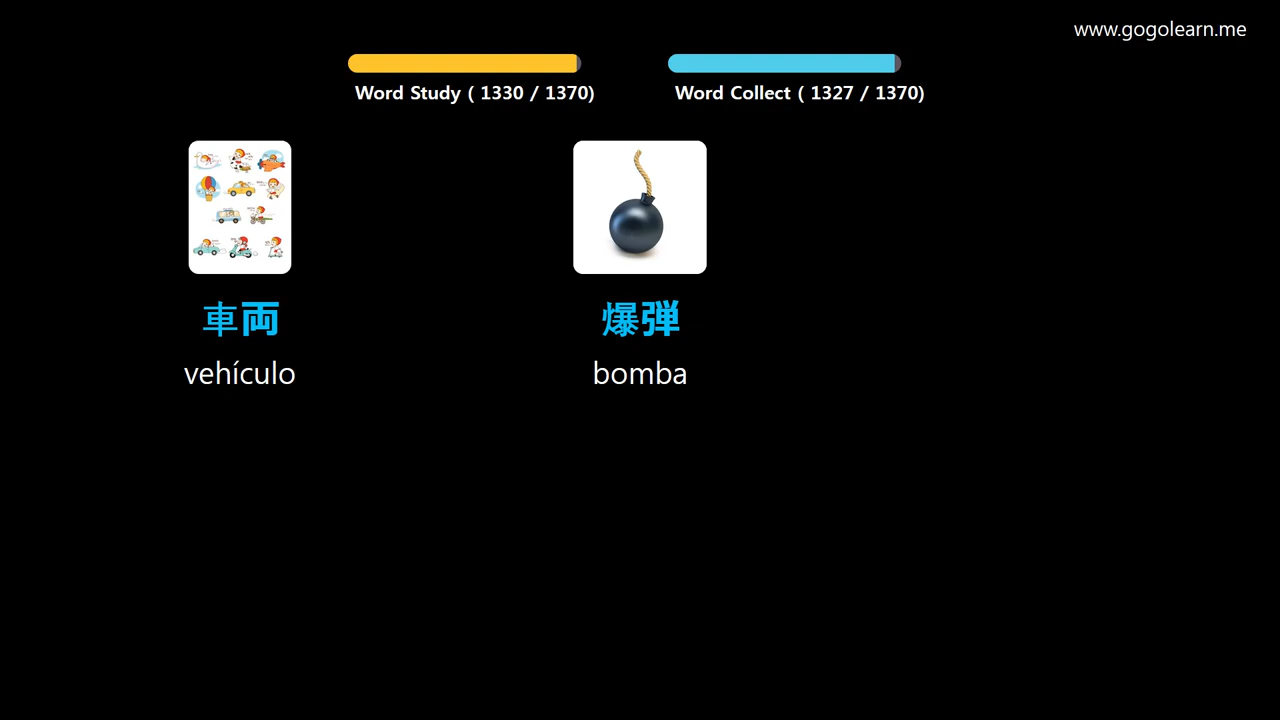 www.gogolearn.me
Word Study ( 1330 / 1370)
Word Collect ( 1327 / 1370)
車両
爆弾
vehículo
bomba